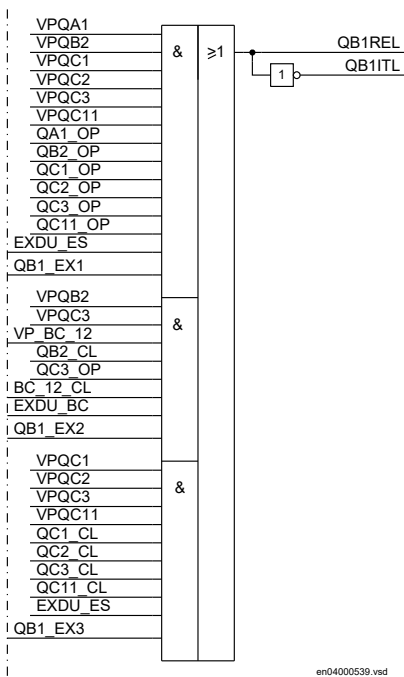 VPQA1
VPQB2
VPQC1
VPQC2
VPQC3
VPQC11
QA1_OP
QB2_OP
QC1_OP
QC2_OP
QC3_OP
QC11_OP
EXDU_ES
QB1_EX1
&
≥1
QB1REL
QB1ITL
1
VPQB2
VPQC3
VP_BC_12
QB2_CL
QC3_OP
BC_12_CL
EXDU_BC
QB1_EX2
&
VPQC1
VPQC2
VPQC3
VPQC11
QC1_CL
QC2_CL
QC3_CL
QC11_CL
EXDU_ES
QB1_EX3
&
en04000539.vsd